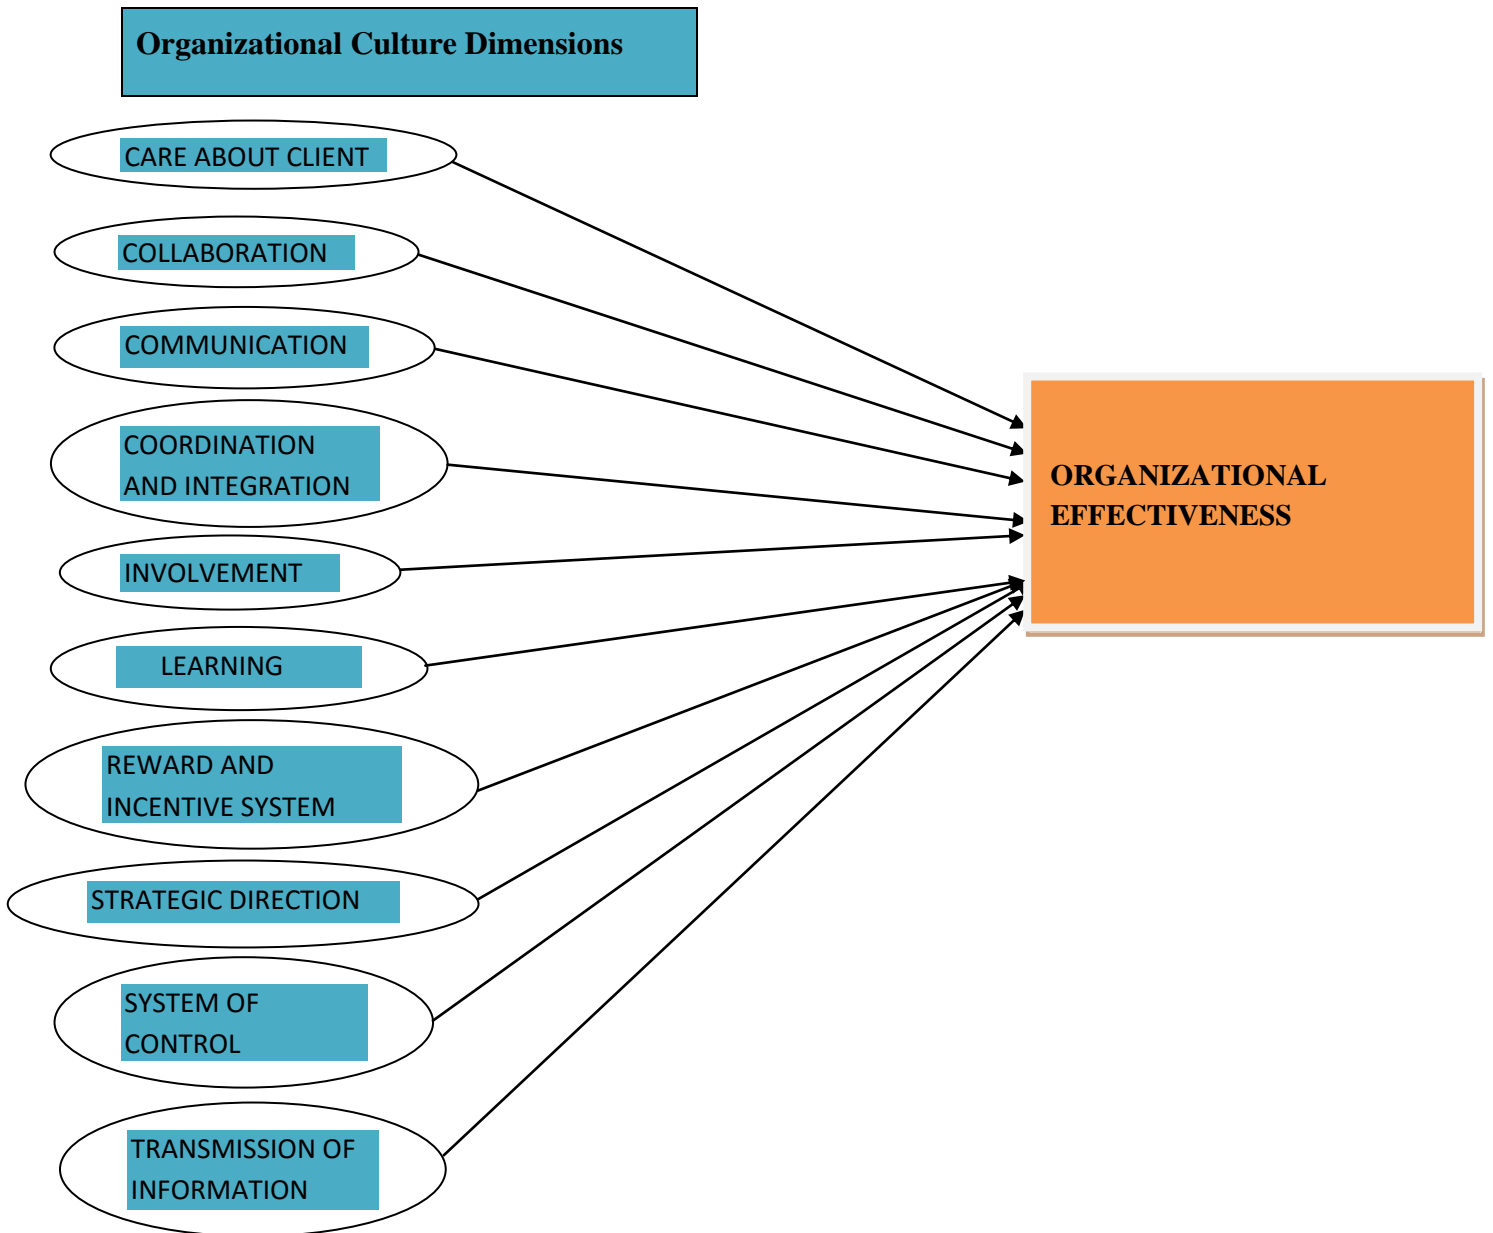 Organizational Culture Dimensions
CARE ABOUT CLIENT
COLLABORATION
COMMUNICATION
COORDINATION
AND INTEGRATION
INVOLVEMENT
LEARNING
REWARD AND
INCENTIVE SYSTEM
STRATEGIC DIRECTION
SYSTEM OF
CONTROL
TRANSMISSION OF
INFORMATION
ORGANIZATIONAL
EFFECTIVENESS